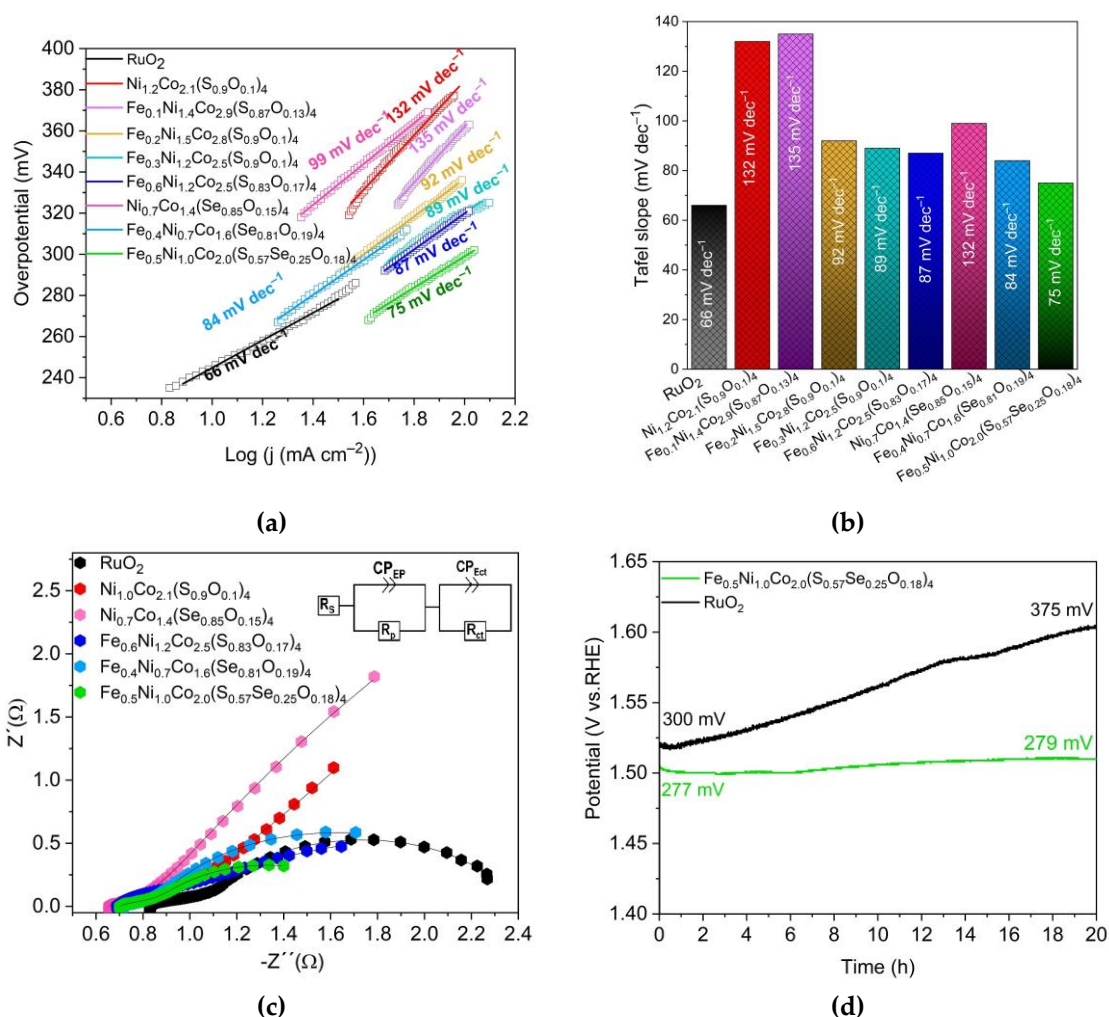 400
380
360
340
320
300
280
260
240
Overpotential (mV)
0.6 0.8 1.0 1.2 1.4 1.6 1.8 2.0 2.2
Log (j (mA cm⁻²))
RuO₂
Ni₁.₂Co₂.₁(S₀.₉O₀.₁)₄
Fe₀.₁Ni₁.₄Co₂.₉(S₀.₈₇O₀.₁₃)₄
Fe₀.₂Ni₁.₅Co₂.₈(S₀.₉O₀.₁)₄
Fe₀.₃Ni₁.₂Co₂.₅(S₀.₉O₀.₁)₄
Fe₀.₆Ni₁.₂Co₂.₅(S₀.₈₃O₀.₁₇)₄
Ni₀.₇Co₁.₄(Se₀.₈₅O₀.₁₅)₄
Fe₀.₄Ni₀.₇Co₁.₆(Se₀.₈₁O₀.₁₉)₄
Fe₀.₅Ni₁.₀Co₂.₀(S₀.₅₇Se₀.₂₅O₀.₁₈)₄
99 mV dec⁻¹
132 mV dec⁻¹
135 mV dec⁻¹
92 mV dec⁻¹
89 mV dec⁻¹
87 mV dec⁻¹
84 mV dec⁻¹
75 mV dec⁻¹
66 mV dec⁻¹
(a)
140
120
100
80
60
40
20
0
Tafel slope (mV dec⁻¹)
66 mV dec⁻¹
132 mV dec⁻¹
135 mV dec⁻¹
92 mV dec⁻¹
89 mV dec⁻¹
87 mV dec⁻¹
132 mV dec⁻¹
84 mV dec⁻¹
75 mV dec⁻¹
RuO₂
Ni₁.₂Co₂.₁(S₀.₉O₀.₁)₄
Fe₀.₁Ni₁.₄Co₂.₉(S₀.₈₇O₀.₁₃)₄
Fe₀.₂Ni₁.₅Co₂.₈(S₀.₉O₀.₁)₄
Fe₀.₃Ni₁.₂Co₂.₅(S₀.₉O₀.₁)₄
Fe₀.₆Ni₁.₂Co₂.₅(S₀.₈₃O₀.₁₇)₄
Ni₀.₇Co₁.₄(Se₀.₈₅O₀.₁₅)₄
Fe₀.₄Ni₀.₇Co₁.₆(Se₀.₈₁O₀.₁₉)₄
Fe₀.₅Ni₁.₀Co₂.₀(S₀.₅₇Se₀.₂₅O₀.₁₈)₄
(b)
2.5
2.0
1.5
1.0
0.5
0.0
Z′(Ω)
0.6 0.8 1.0 1.2 1.4 1.6 1.8 2.0 2.2 2.4
-Z′′(Ω)
RuO₂
Ni₁.₀Co₂.₁(S₀.₉O₀.₁)₄
Ni₀.₇Co₁.₄(Se₀.₈₅O₀.₁₅)₄
Fe₀.₆Ni₁.₂Co₂.₅(S₀.₈₃O₀.₁₇)₄
Fe₀.₄Ni₀.₇Co₁.₆(Se₀.₈₁O₀.₁₉)₄
Fe₀.₅Ni₁.₀Co₂.₀(S₀.₅₇Se₀.₂₅O₀.₁₈)₄
CP_EP
CP_Ect
R_S
R_p
R_ct
(c)
1.65
1.60
1.55
1.50
1.45
1.40
Potential (V vs.RHE)
0 2 4 6 8 10 12 14 16 18 20
Time (h)
Fe₀.₅Ni₁.₀Co₂.₀(S₀.₅₇Se₀.₂₅O₀.₁₈)₄
RuO₂
375 mV
300 mV
279 mV
277 mV
(d)